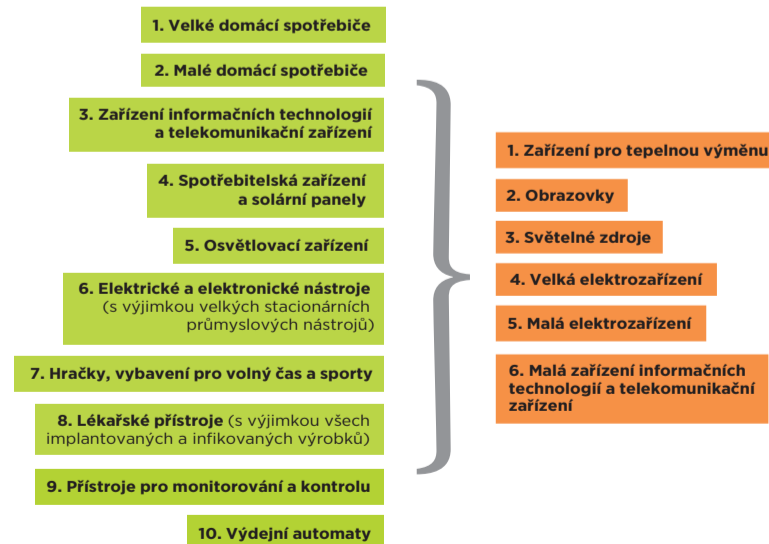 1. Velké domácí spotřebiče
2. Malé domácí spotřebiče
3. Zařízení informačních technologií
a telekomunikační zařízení
4. Spotřebitelská zařízení
a solární panely
5. Osvětlovací zařízení
6. Elektrické a elektronické nástroje
(s výjimkou velkých stacionárních
průmyslových nástrojů)
7. Hračky, vybavení pro volný čas a sporty
8. Lékařské přístroje (s výjimkou všech
implantovaných a infikovaných výrobků)
9. Přístroje pro monitorování a kontrolu
10. Výdejní automaty
1. Zařízení pro tepelnou výměnu
2. Obrazovky
3. Světelné zdroje
4. Velká elektrozařízení
5. Malá elektrozařízení
6. Malá zařízení informačních
technologií a telekomunikační
zařízení